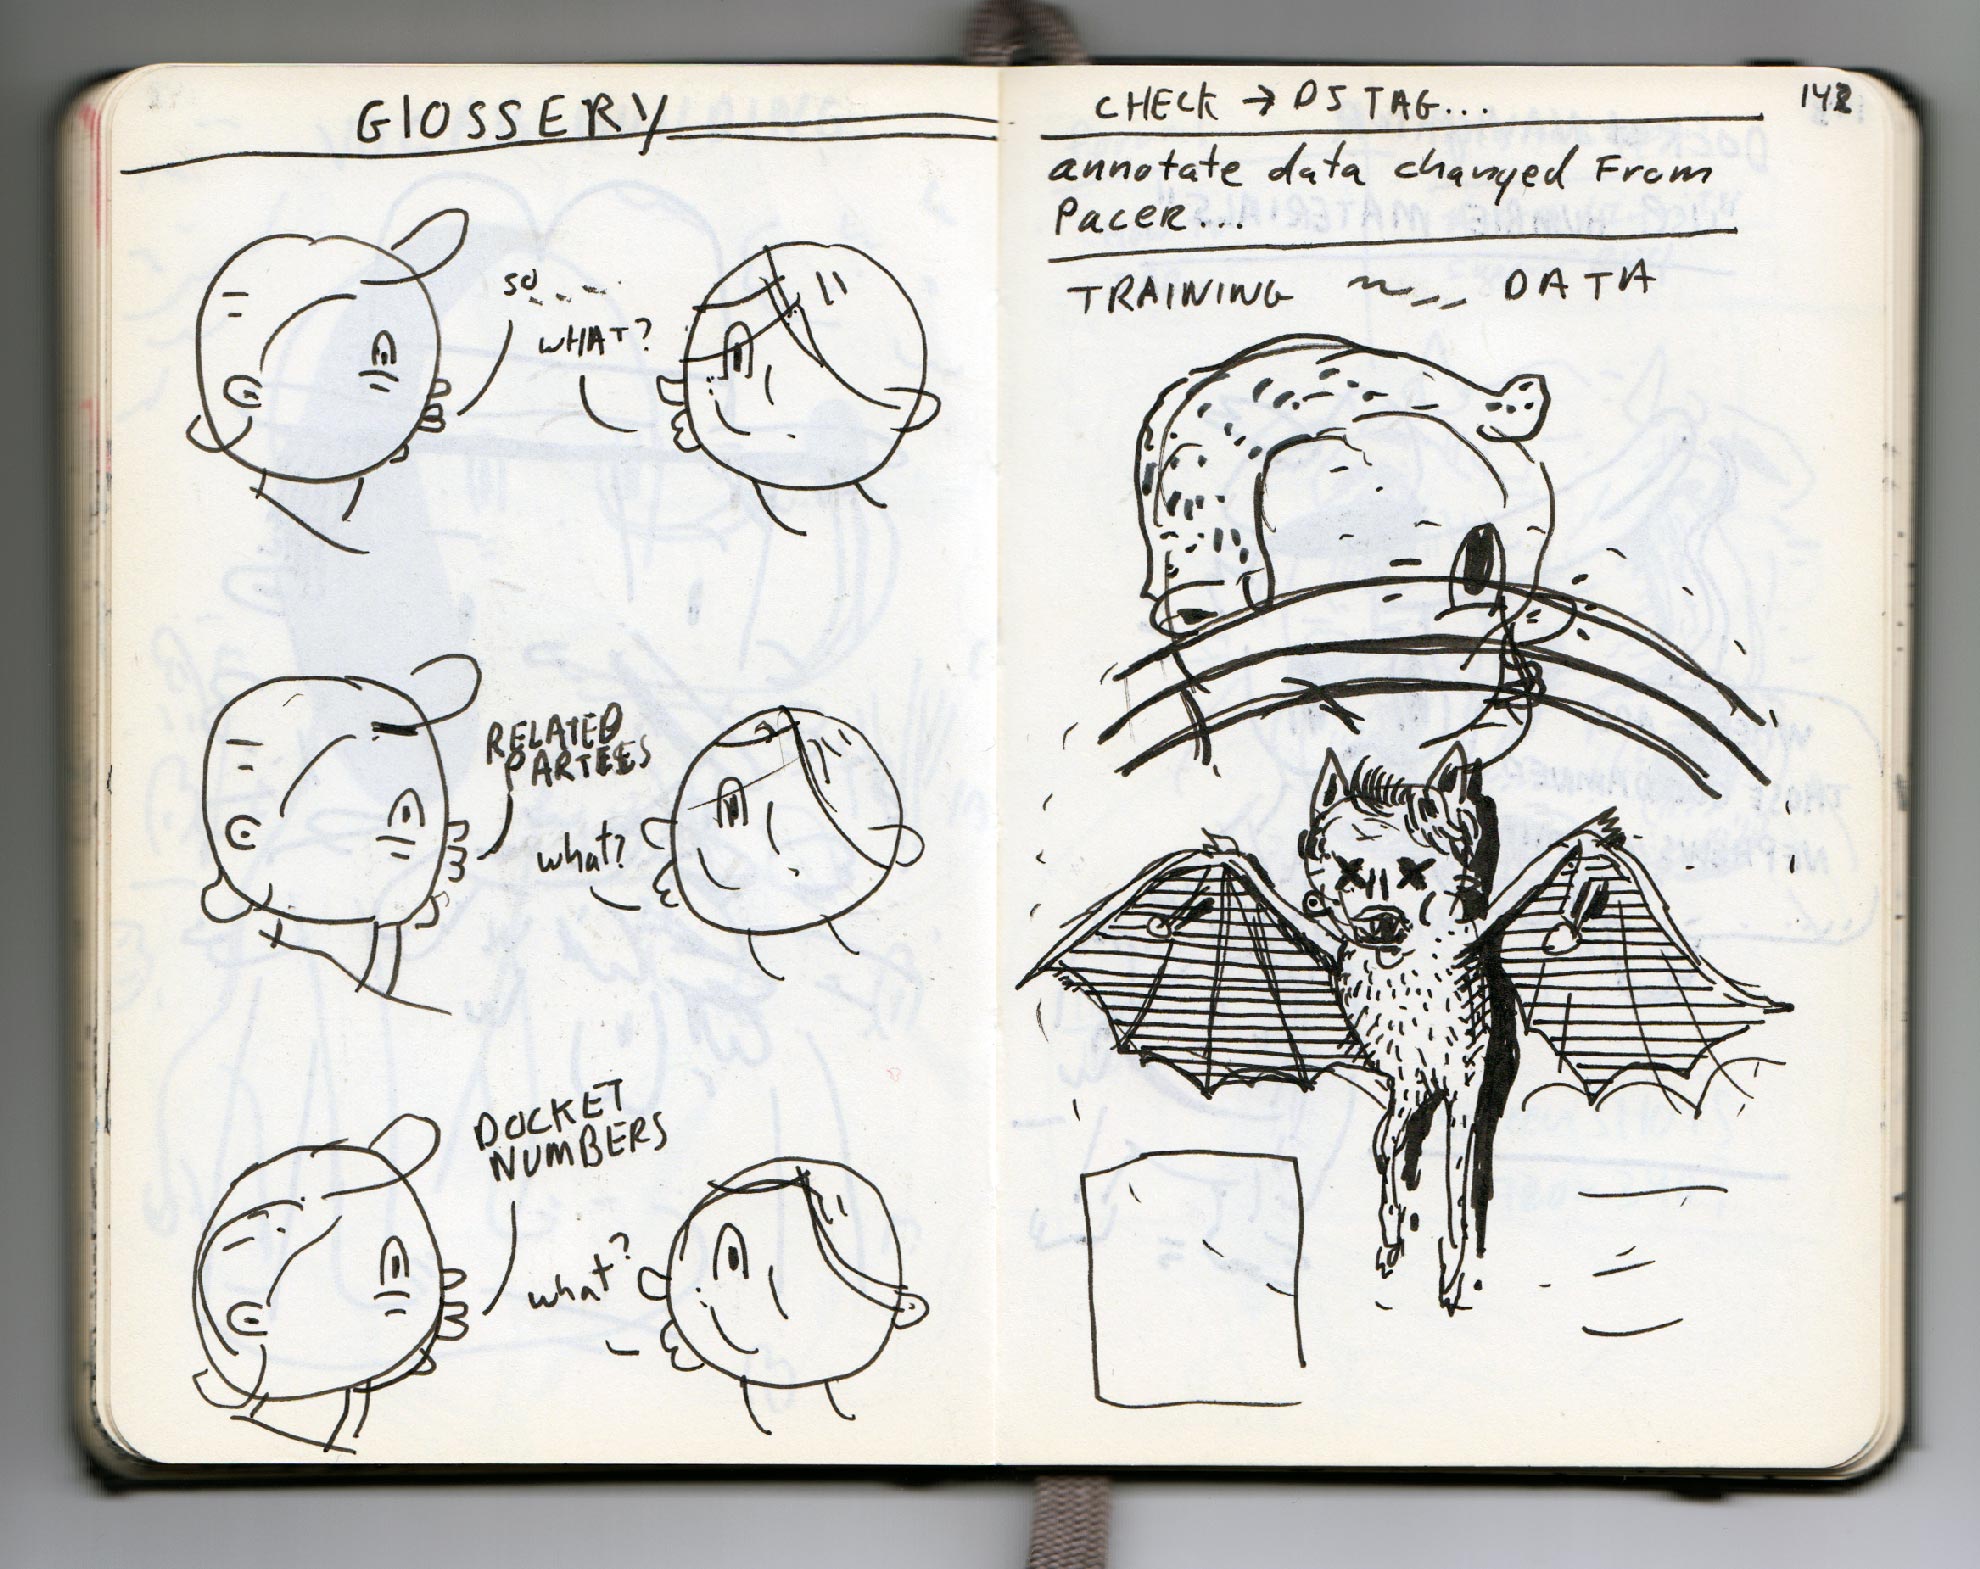 GLOSSERY
so....
WHAT?
RELATED
PARTEES
what?
DOCKET
NUMBERS
what?
CHECK → DS TAG...
142
annotate data changed From
Pacer...
TRAINING ~~ DATA